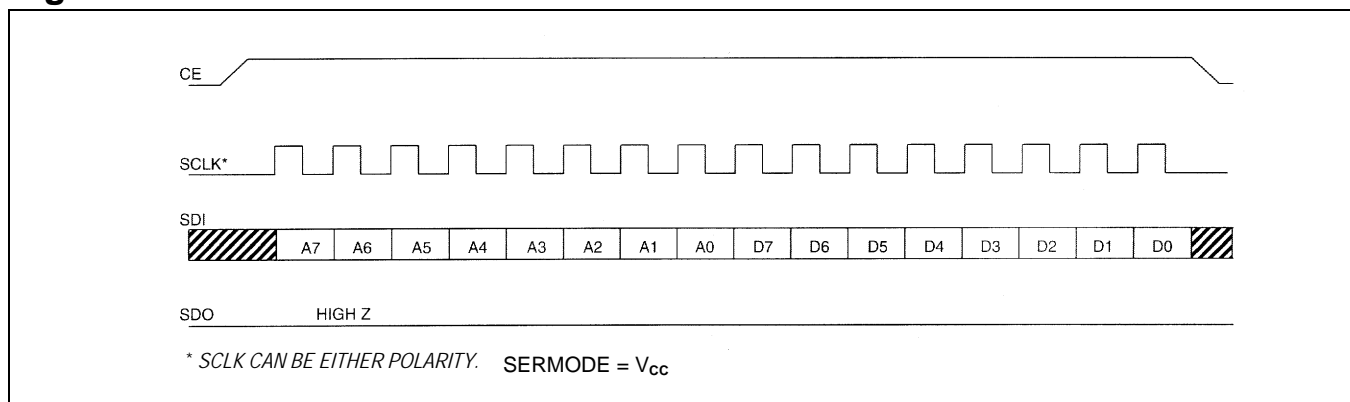 CE
SCLK*
SDI
A7 A6 A5 A4 A3 A2 A1 A0 D7 D6 D5 D4 D3 D2 D1 D0
SDO HIGH Z
* SCLK CAN BE EITHER POLARITY. SERMODE = VCC